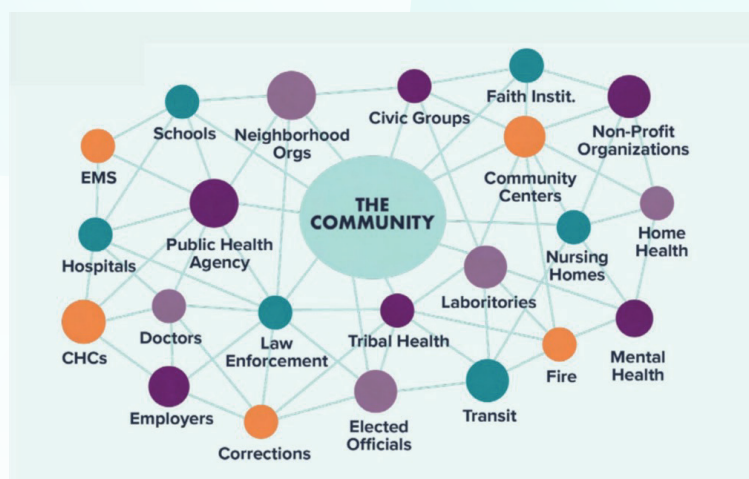 Faith Instit.
Civic Groups
Schools
Neighborhood
Orgs
Non-Profit
Organizations
EMS
Community
Centers
THE
COMMUNITY
Public Health
Agency
Home
Health
Hospitals
Nursing
Homes
Laboritories
Doctors
Law
Enforcement
Tribal Health
CHCs
Mental
Health
Fire
Employers
Transit
Elected
Officials
Corrections